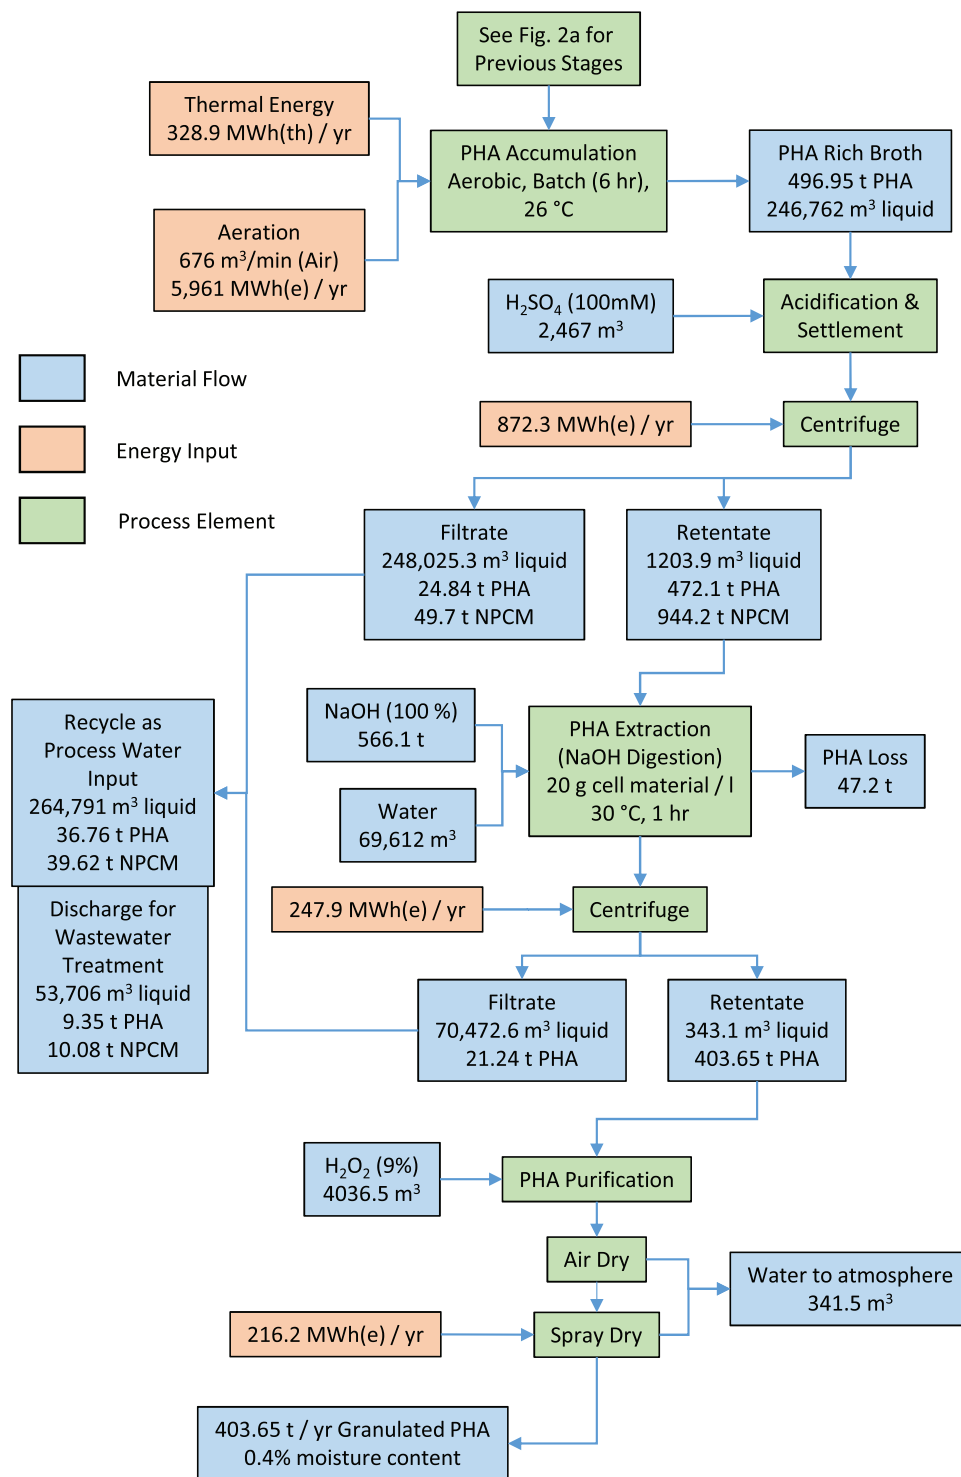 See Fig. 2a for
Previous Stages
Thermal Energy
328.9 MWh(th) / yr
PHA Accumulation
Aerobic, Batch (6 hr),
26 °C
PHA Rich Broth
496.95 t PHA
246,762 m³ liquid
Aeration
676 m³/min (Air)
5,961 MWh(e) / yr
H₂SO₄ (100mM)
2,467 m³
Acidification &
Settlement
Material Flow
Energy Input
Process Element
872.3 MWh(e) / yr
Centrifuge
Filtrate
248,025.3 m³ liquid
24.84 t PHA
49.7 t NPCM
Retentate
1203.9 m³ liquid
472.1 t PHA
944.2 t NPCM
Recycle as
Process Water
Input
264,791 m³ liquid
36.76 t PHA
39.62 t NPCM
NaOH (100 %)
566.1 t
Water
69,612 m³
PHA Extraction
(NaOH Digestion)
20 g cell material / l
30 °C, 1 hr
PHA Loss
47.2 t
Discharge for
Wastewater
Treatment
53,706 m³ liquid
9.35 t PHA
10.08 t NPCM
247.9 MWh(e) / yr
Centrifuge
Filtrate
70,472.6 m³ liquid
21.24 t PHA
Retentate
343.1 m³ liquid
403.65 t PHA
H₂O₂ (9%)
4036.5 m³
PHA Purification
Air Dry
Water to atmosphere
341.5 m³
216.2 MWh(e) / yr
Spray Dry
403.65 t / yr Granulated PHA
0.4% moisture content